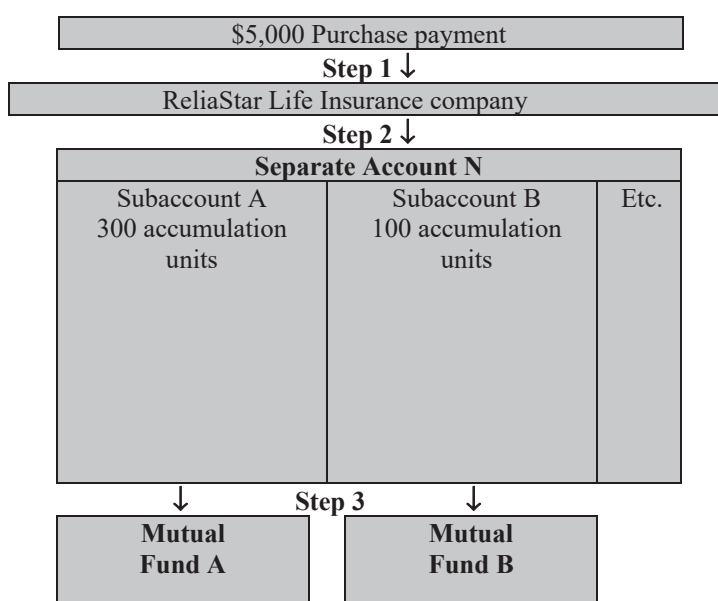 $5,000 Purchase payment
Step 1 ↓
ReliaStar Life Insurance company
Step 2 ↓
Separate Account N
Subaccount A
300 accumulation
units
Subaccount B
100 accumulation
units
Etc.
↓ Step 3 ↓
Mutual
Fund A
Mutual
Fund B